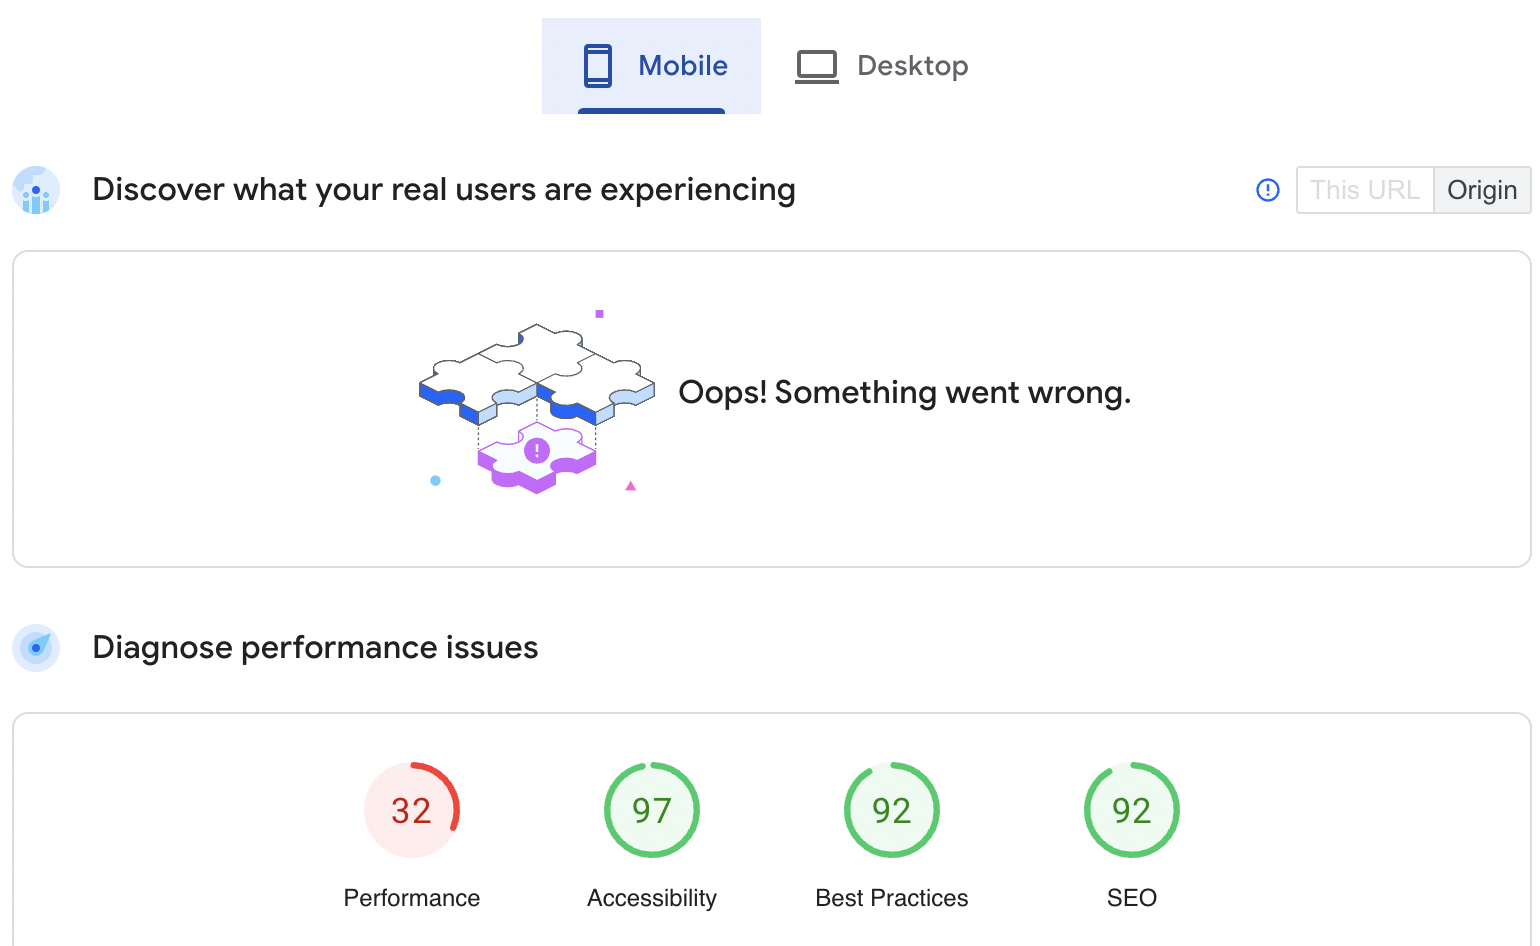 Mobile
Desktop
Discover what your real users are experiencing
This URL
Origin
Oops! Something went wrong.
Diagnose performance issues
32
97
92
92
Performance
Accessibility
Best Practices
SEO